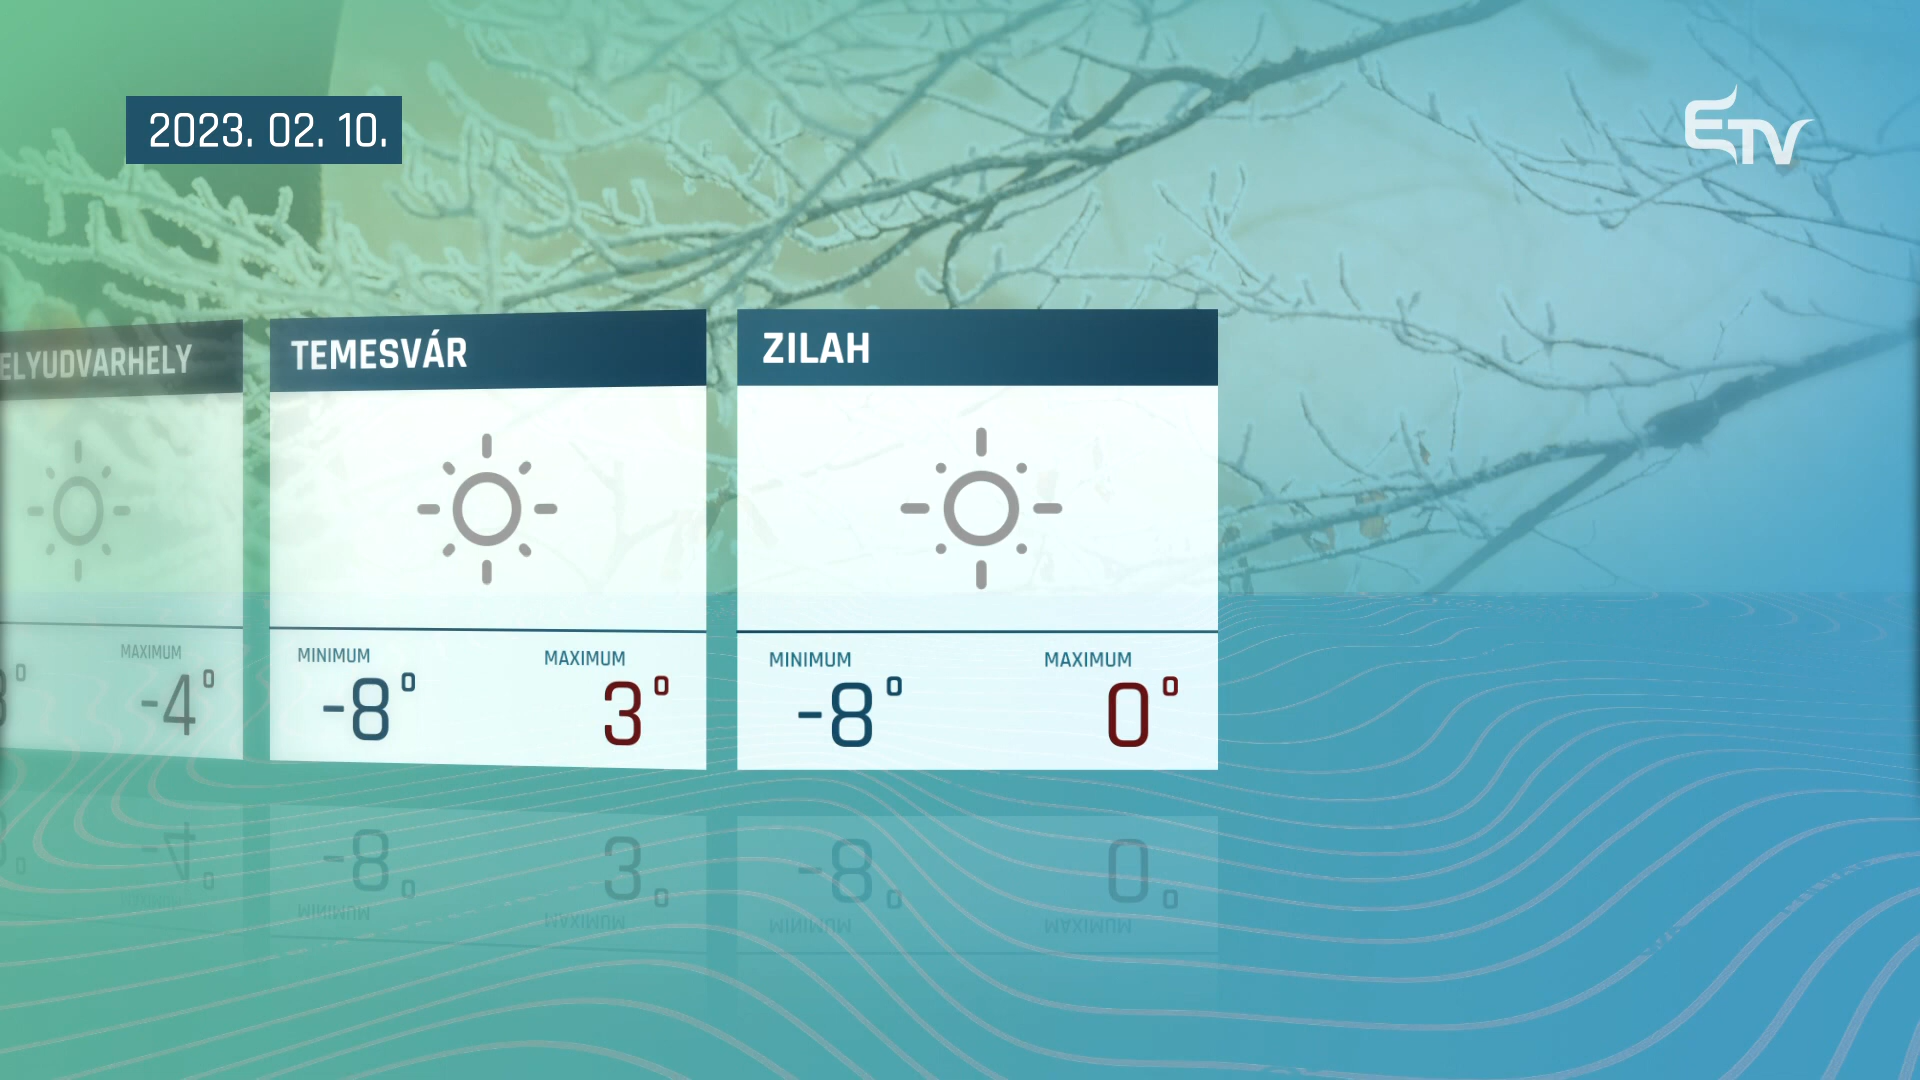 2023. 02. 10.
ETV
ELYUDVARHELY
MAXIMUM
-4°
TEMESVÁR
MINIMUM
MAXIMUM
-8°
3°
ZILAH
MINIMUM
MAXIMUM
-8°
0°